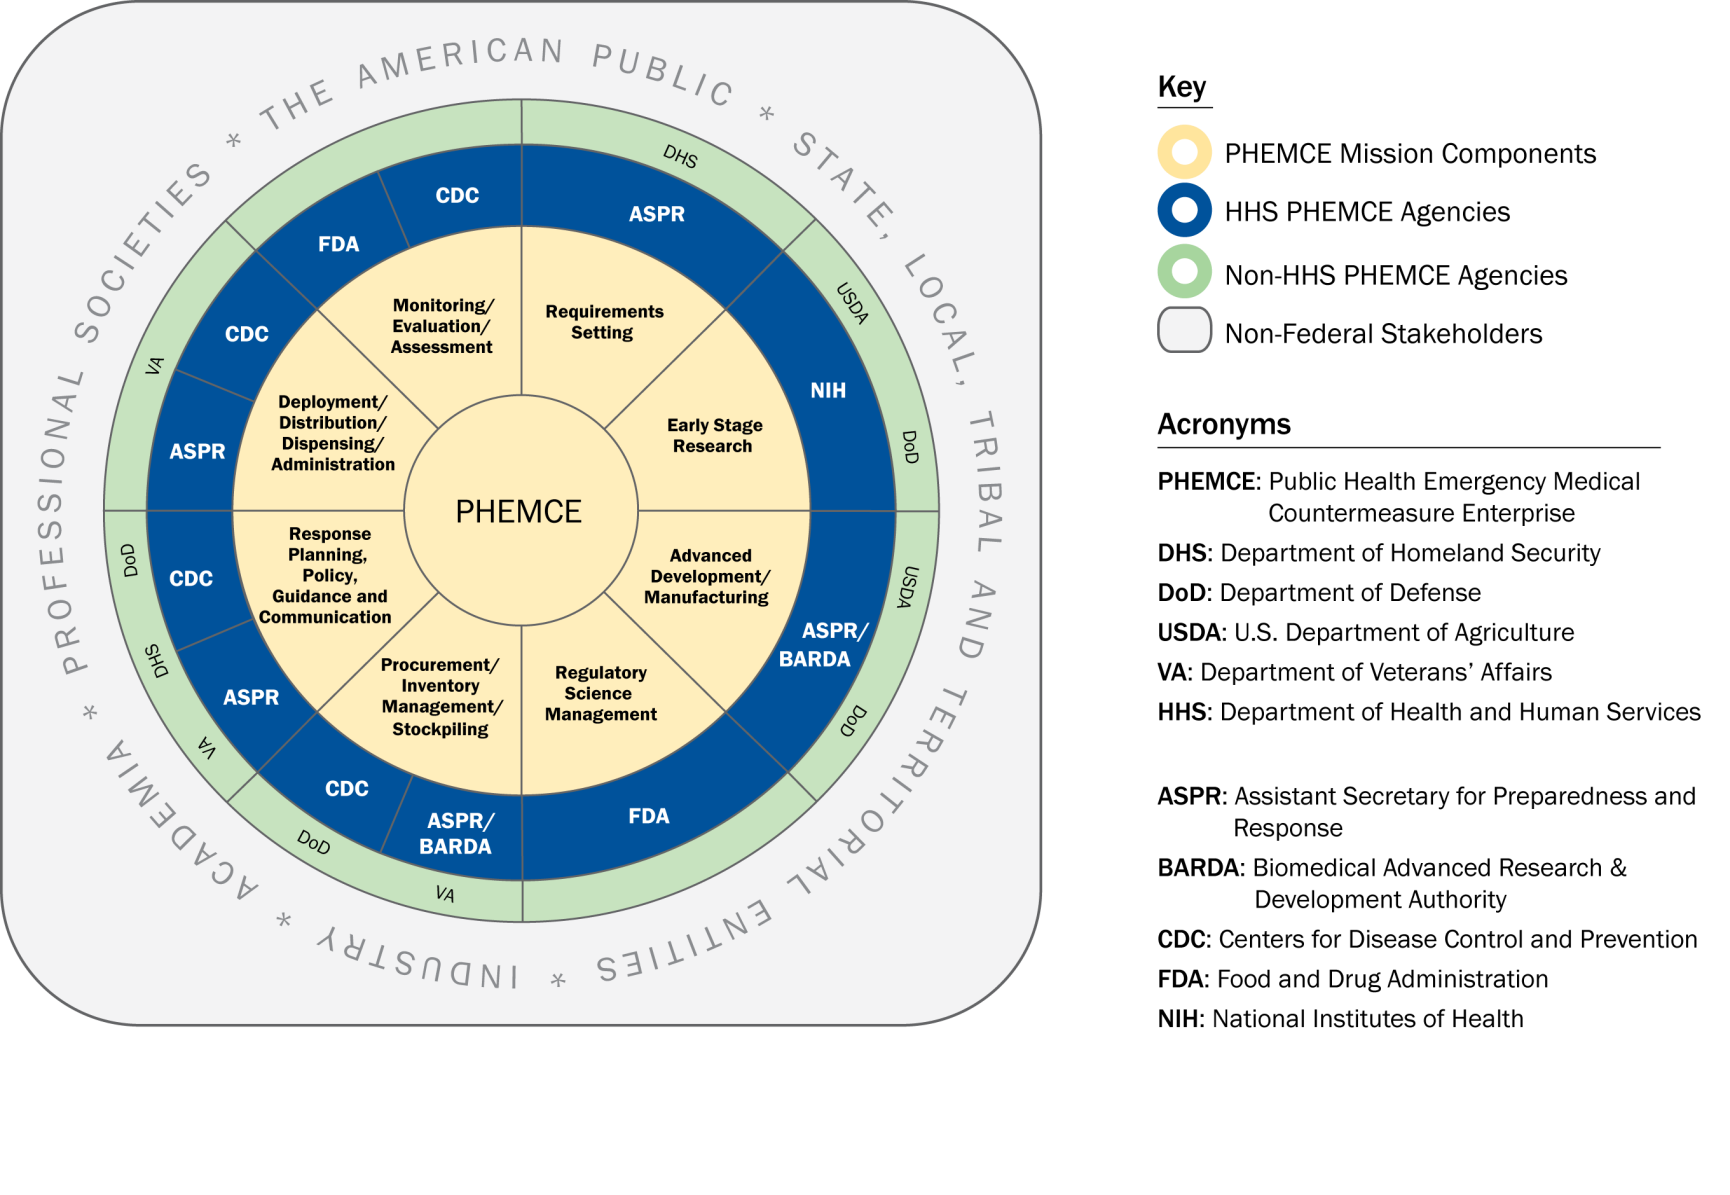 THE AMERICAN PUBLIC * STATE, LOCAL, TRIBAL AND TERRITORIAL ENTITIES * INDUSTRY * ACADEMIA * PROFESSIONAL SOCIETIES *
DHS
USDA
DoD
USDA
DoD
VA
DoD
VA
DHS
DoD
VA
CDC
ASPR
NIH
ASPR/
BARDA
FDA
ASPR/
BARDA
CDC
ASPR
CDC
ASPR
CDC
FDA
Monitoring/
Evaluation/
Assessment
Requirements
Setting
Early Stage
Research
Advanced
Development/
Manufacturing
Regulatory
Science
Management
Procurement/
Inventory
Management/
Stockpiling
Response
Planning,
Policy,
Guidance and
Communication
Deployment/
Distribution/
Dispensing/
Administration
PHEMCE
Key
PHEMCE Mission Components
HHS PHEMCE Agencies
Non-HHS PHEMCE Agencies
Non-Federal Stakeholders
Acronyms
PHEMCE: Public Health Emergency Medical
Countermeasure Enterprise
DHS: Department of Homeland Security
DoD: Department of Defense
USDA: U.S. Department of Agriculture
VA: Department of Veterans’ Affairs
HHS: Department of Health and Human Services
ASPR: Assistant Secretary for Preparedness and
Response
BARDA: Biomedical Advanced Research &
Development Authority
CDC: Centers for Disease Control and Prevention
FDA: Food and Drug Administration
NIH: National Institutes of Health